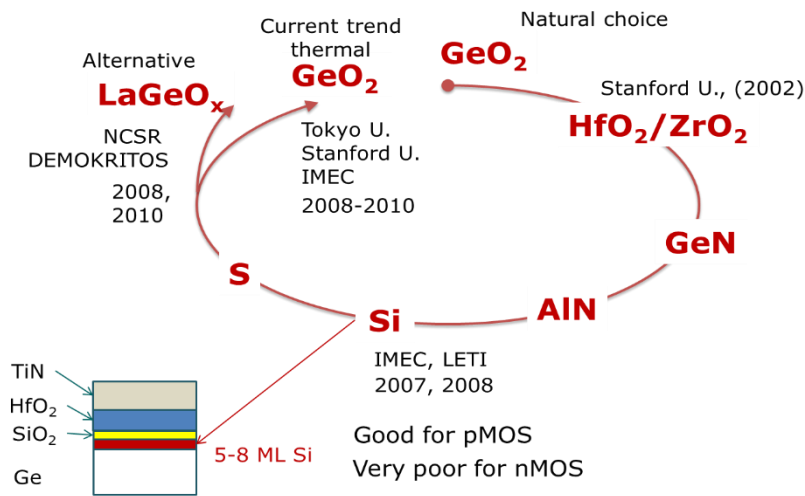 Natural choice
GeO₂
Stanford U., (2002)
HfO₂/ZrO₂
GeN
AlN
Si
IMEC, LETI
2007, 2008
Good for pMOS
Very poor for nMOS
S
Current trend
thermal
GeO₂
Tokyo U.
Stanford U.
IMEC
2008-2010
Alternative
LaGeOₓ
NCSR
DEMOKRITOS
2008,
2010
TiN
HfO₂
SiO₂
Ge
5-8 ML Si